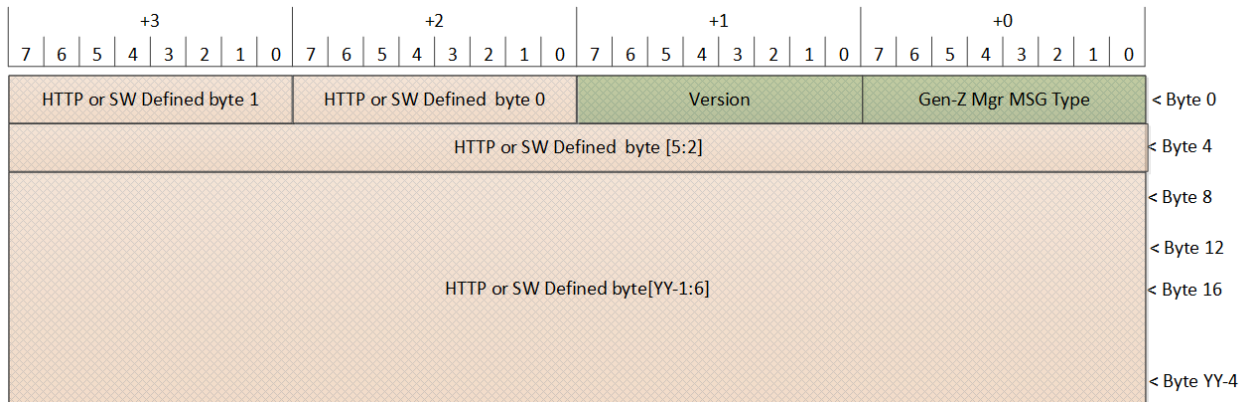 +3 +2 +1 +0
7 6 5 4 3 2 1 0 7 6 5 4 3 2 1 0 7 6 5 4 3 2 1 0 7 6 5 4 3 2 1 0
HTTP or SW Defined byte 1 HTTP or SW Defined byte 0 Version Gen-Z Mgr MSG Type < Byte 0
HTTP or SW Defined byte [5:2] < Byte 4
< Byte 8
< Byte 12
HTTP or SW Defined byte[YY-1:6] < Byte 16
< Byte YY-4